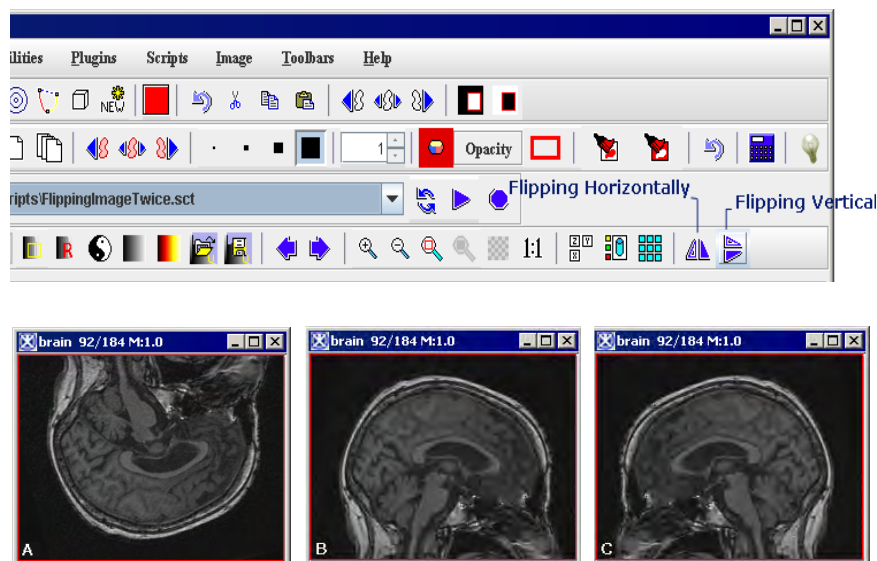 ilities Plugins Scripts Image Toolbars Help
NEW
1 Opacity
ripts\FlippingImageTwice.sct
Flipping Horizontally
Flipping Vertical
R 1:1 Z Y X
brain 92/184 M:1.0
brain 92/184 M:1.0
brain 92/184 M:1.0
A
B
C